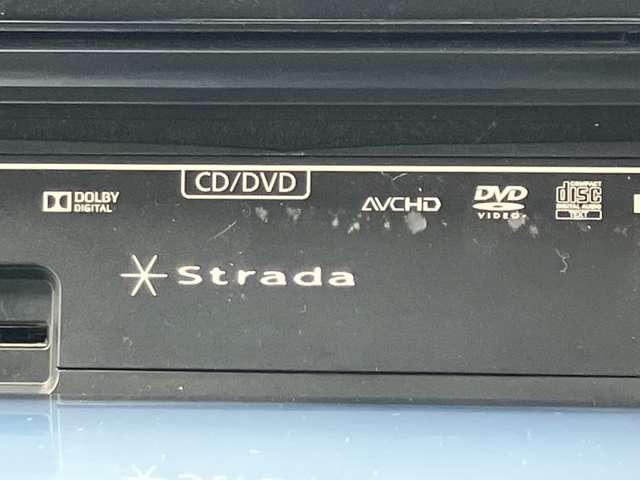 DOLBY
DIGITAL
CD/DVD
AVCHD
DVD
VIDEO
COMPACT
disc
DIGITAL AUDIO
TEXT
Strada